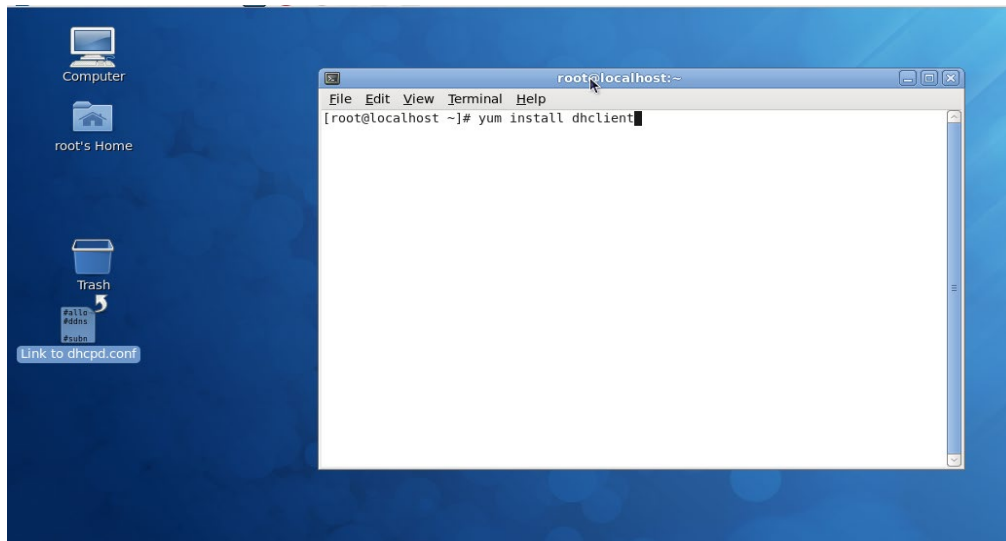 Computer
root's Home
Trash
#allo
#ddns
#subn
Link to dhcpd.conf
root@localhost:~
File Edit View Terminal Help
[root@localhost ~]# yum install dhclient